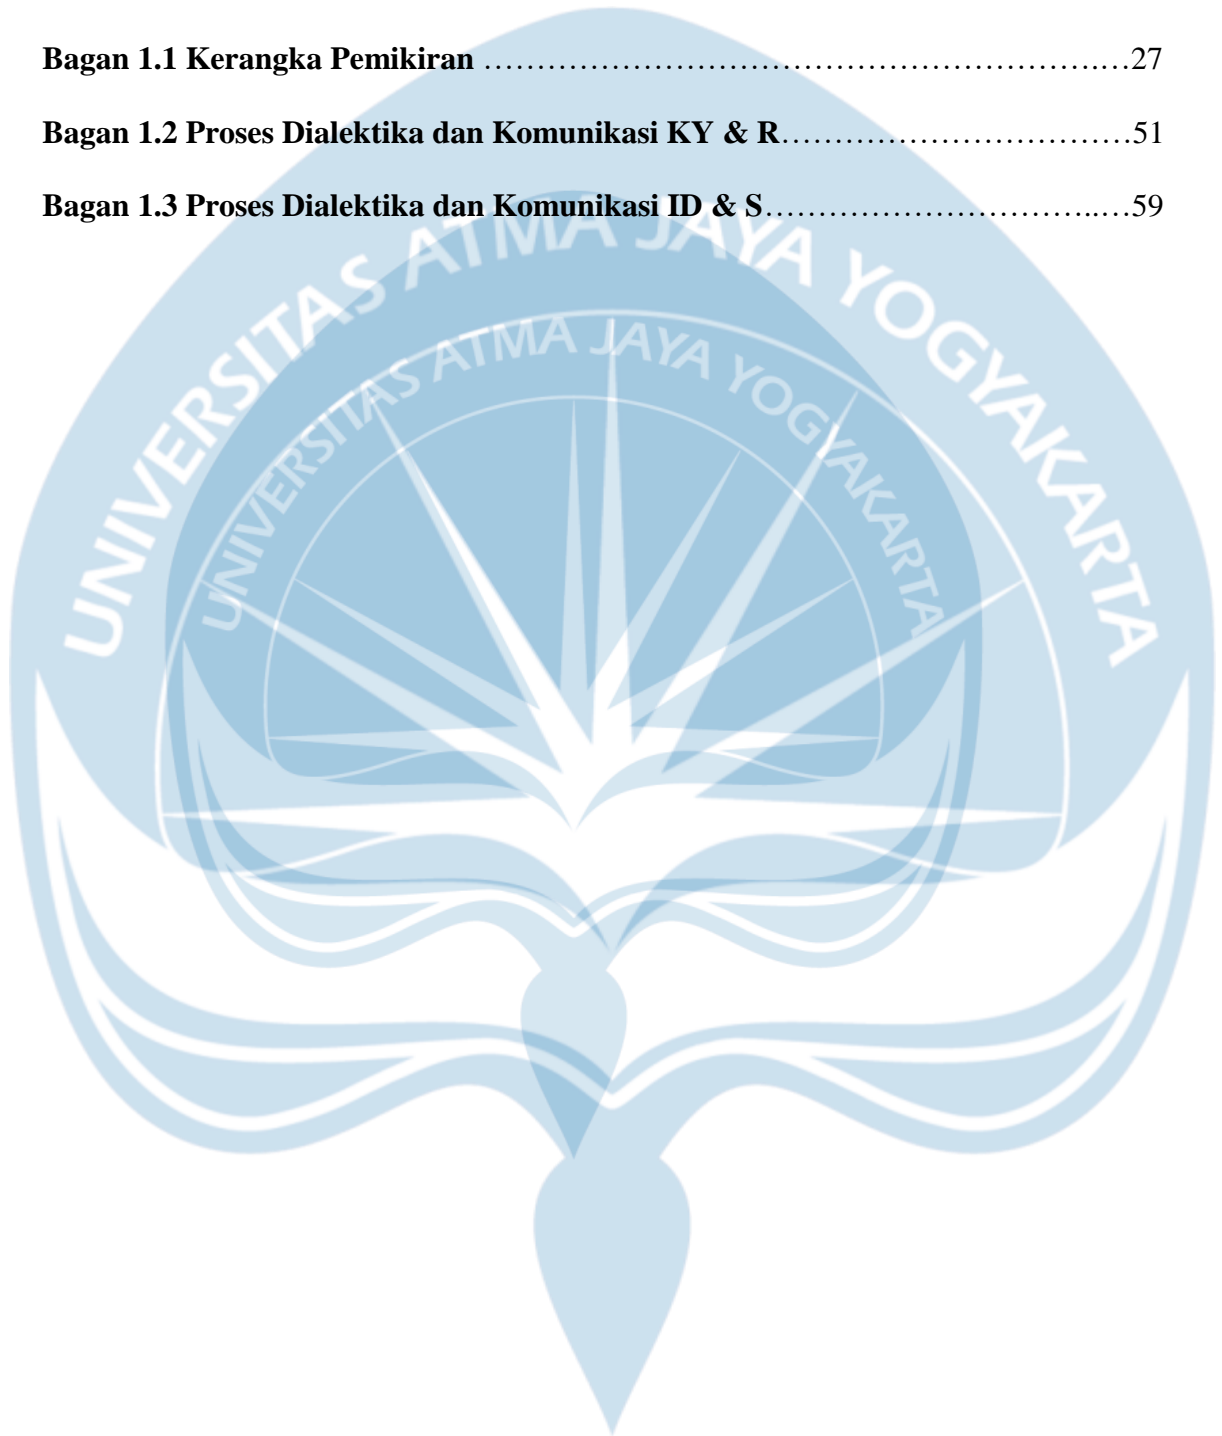 Bagan 1.1 Kerangka Pemikiran ……………………………………………………….…27
Bagan 1.2 Proses Dialektika dan Komunikasi KY & R……………………………51
Bagan 1.3 Proses Dialektika dan Komunikasi ID & S…………………………..…59
UNIVERSITAS ATMA JAYA YOGYAKARTA
UNIVERSITAS ATMA JAYA YOGYAKARTA